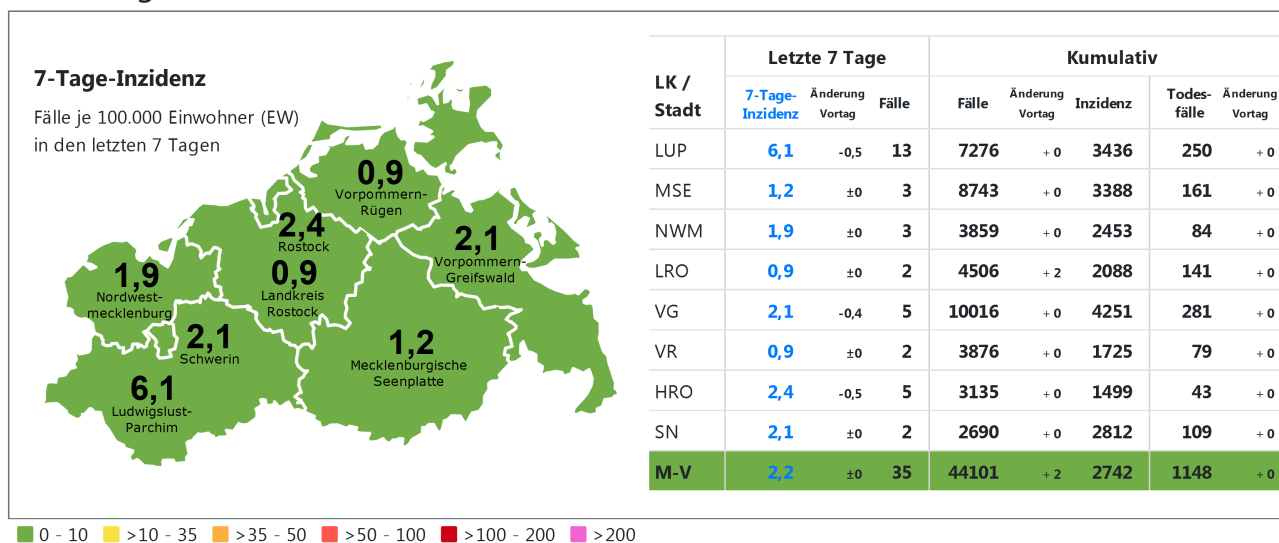 7-Tage-Inzidenz
Fälle je 100.000 Einwohner (EW)
in den letzten 7 Tagen
0,9
Vorpommern-
Rügen
2,4
Rostock
2,1
Vorpommern-
Greifswald
1,9
Nordwest-
mecklenburg
0,9
Landkreis
Rostock
2,1
Schwerin
1,2
Mecklenburgische
Seenplatte
6,1
Ludwigslust-
Parchim
LK /
Stadt
Letzte 7 Tage
Kumulativ
7-Tage-
Inzidenz
Änderung
Vortag
Fälle
Fälle
Änderung
Vortag
Inzidenz
Todes-
fälle
Änderung
Vortag
LUP 6,1 -0,5 13 7276 + 0 3436 250 + 0
MSE 1,2 ±0 3 8743 + 0 3388 161 + 0
NWM 1,9 ±0 3 3859 + 0 2453 84 + 0
LRO 0,9 ±0 2 4506 + 2 2088 141 + 0
VG 2,1 -0,4 5 10016 + 0 4251 281 + 0
VR 0,9 ±0 2 3876 + 0 1725 79 + 0
HRO 2,4 -0,5 5 3135 + 0 1499 43 + 0
SN 2,1 ±0 2 2690 + 0 2812 109 + 0
M-V 2,2 ±0 35 44101 + 2 2742 1148 + 0
0 - 10 >10 - 35 >35 - 50 >50 - 100 >100 - 200 >200